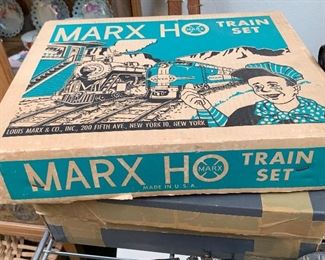 MARX HO TRAIN SET
LOUIS MARX & CO., INC., 200 FIFTH AVE., NEW YORK 10, NEW YORK
MARX HO MARX TRAIN SET
MADE IN U.S.A.